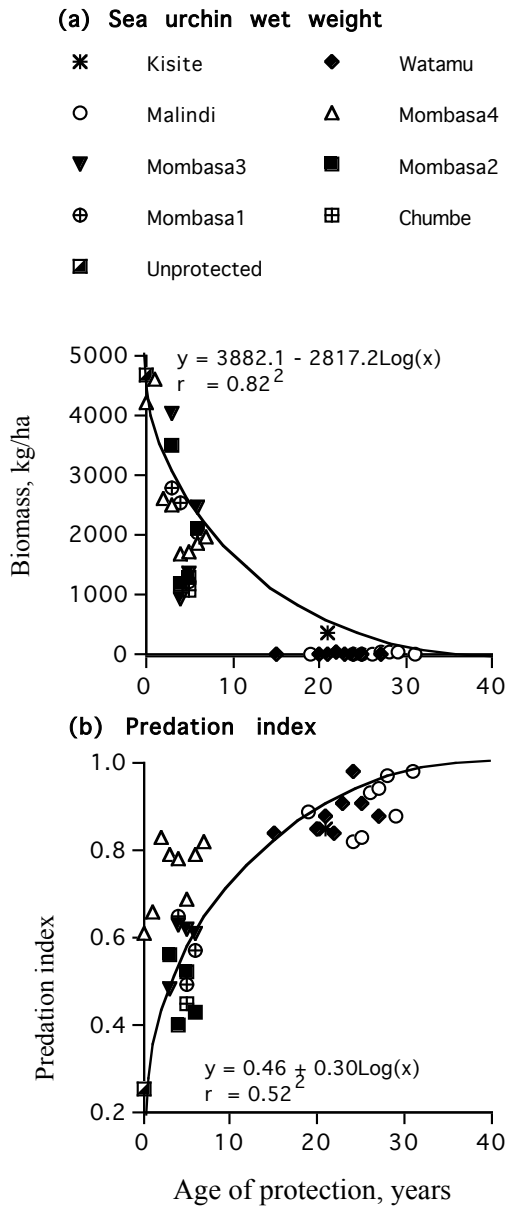 (a) Sea urchin wet weight
Kisite Watamu
Malindi Mombasa4
Mombasa3 Mombasa2
Mombasa1 Chumbe
Unprotected
5000
4000
3000
2000
1000
0
Biomass, kg/ha
y = 3882.1 - 2817.2Log(x)
r = 0.82 2
0 10 20 30 40
(b) Predation index
1.0
0.8
0.6
0.4
0.2
Predation index
y = 0.46 + 0.30Log(x)
r = 0.52 2
0 10 20 30 40
Age of protection, years